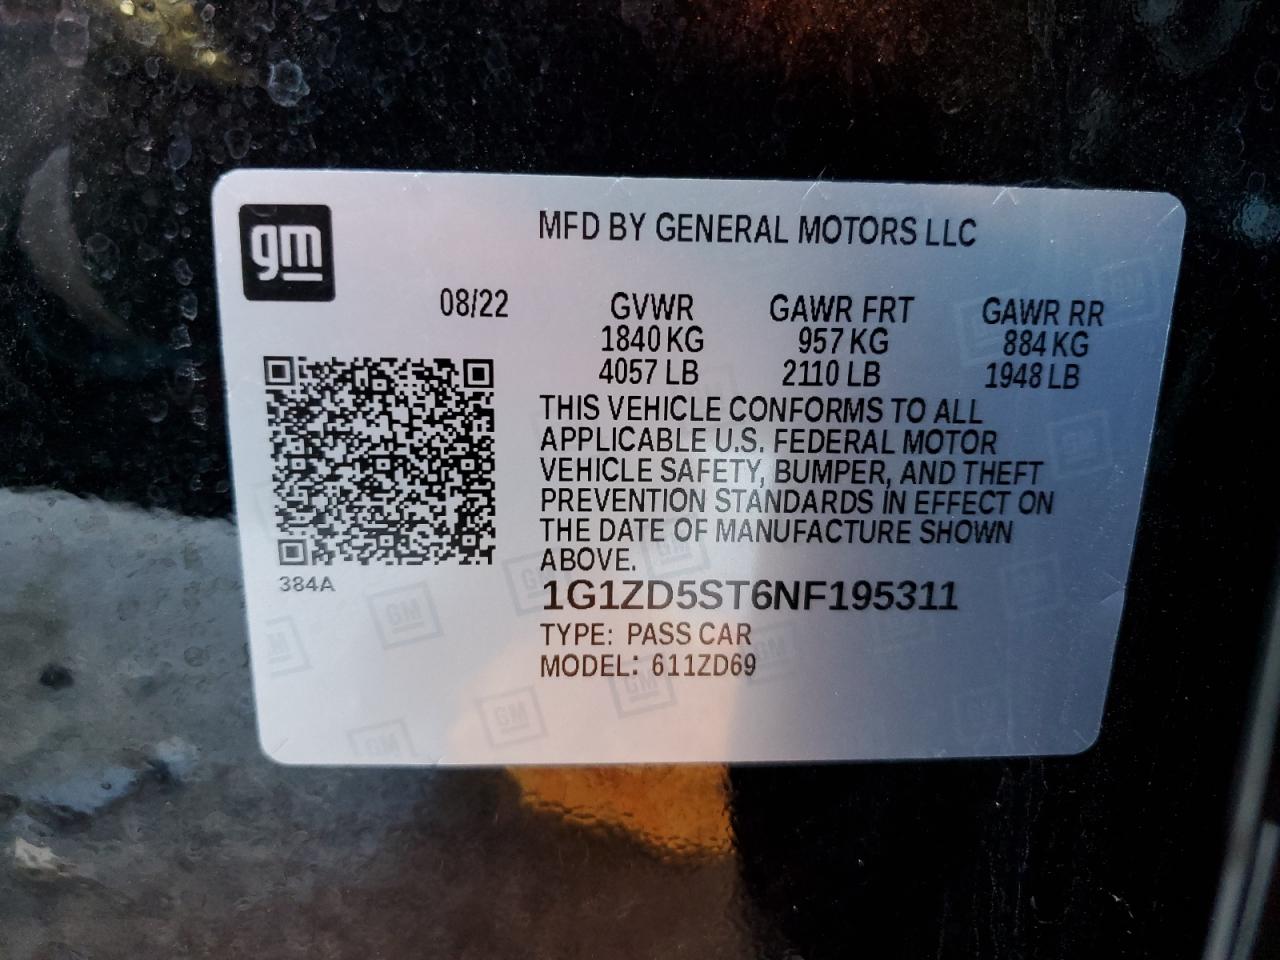 gm
MFD BY GENERAL MOTORS LLC
08/22 GVWR GAWR FRT GAWR RR
1840 KG 957 KG 884 KG
4057 LB 2110 LB 1948 LB
THIS VEHICLE CONFORMS TO ALL
APPLICABLE U.S. FEDERAL MOTOR
VEHICLE SAFETY, BUMPER, AND THEFT
PREVENTION STANDARDS IN EFFECT ON
THE DATE OF MANUFACTURE SHOWN
ABOVE.
384A
1G1ZD5ST6NF195311
TYPE: PASS CAR
MODEL: 611ZD69